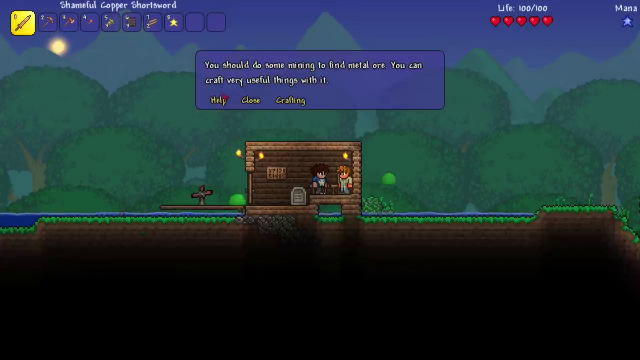 Shameful Copper Shortsword
Life: 100/100
Mana
You should do some mining to find metal ore. You can
craft very useful things with it.
Help Close Crafting